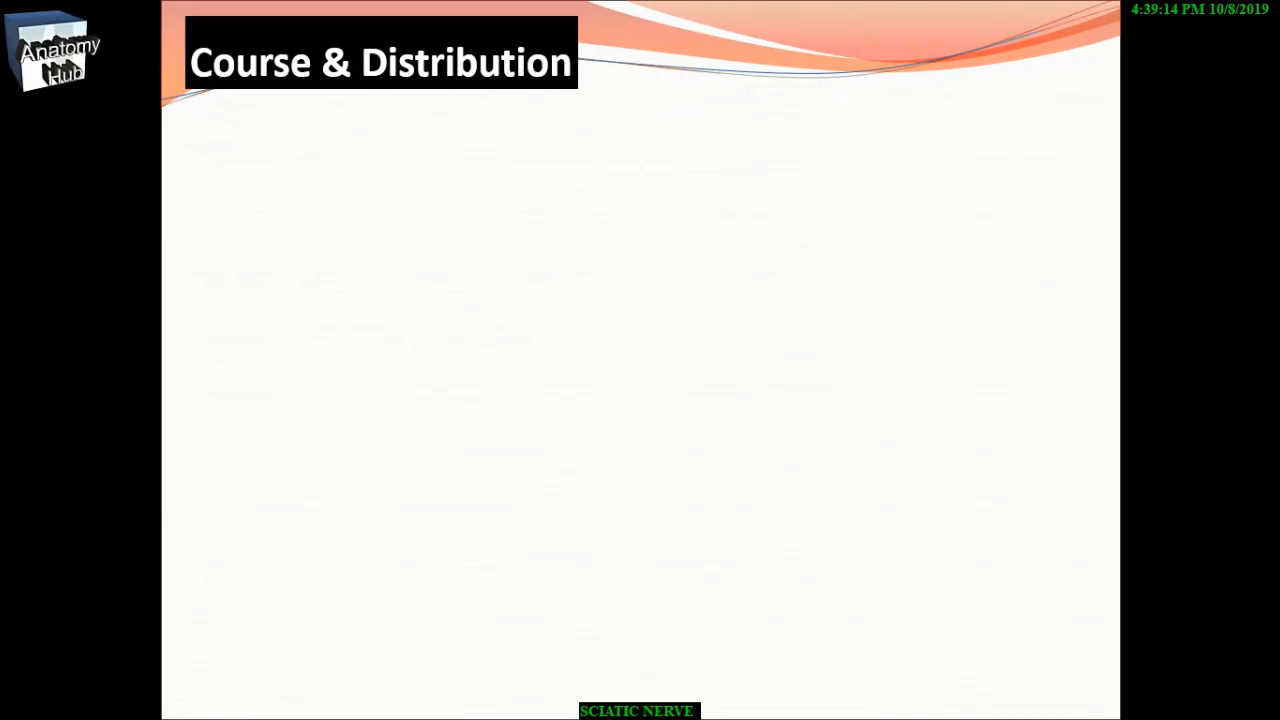 Anatomy
Hub
Course & Distribution
4:39:14 PM 10/8/2019
SCIATIC NERVE